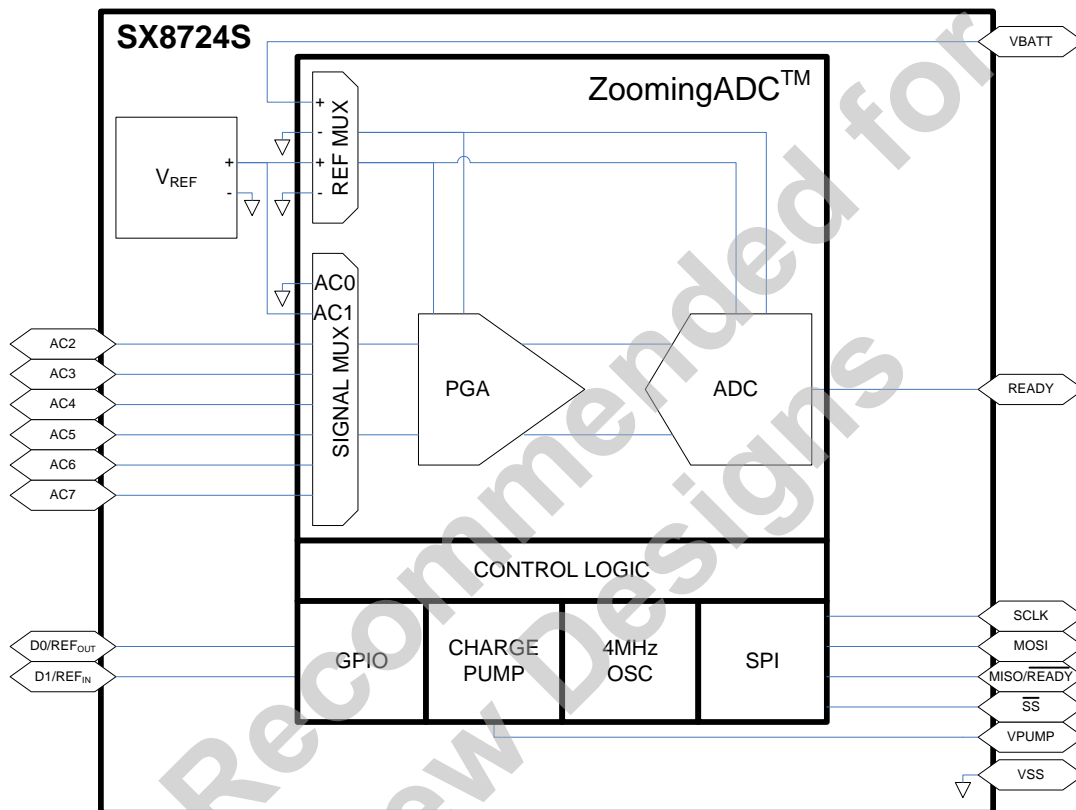 SX8724S
VBATT
ZoomingADC™
+
-
+
-
REF MUX
V_REF
+
-
AC0
AC1
SIGNAL MUX
AC2
AC3
AC4
AC5
AC6
AC7
PGA
ADC
READY
CONTROL LOGIC
D0/REF_OUT
D1/REF_IN
GPIO
CHARGE
PUMP
4MHz
OSC
SPI
SCLK
MOSI
MISO/READY
SS
VPUMP
VSS
Recommended for
New Designs